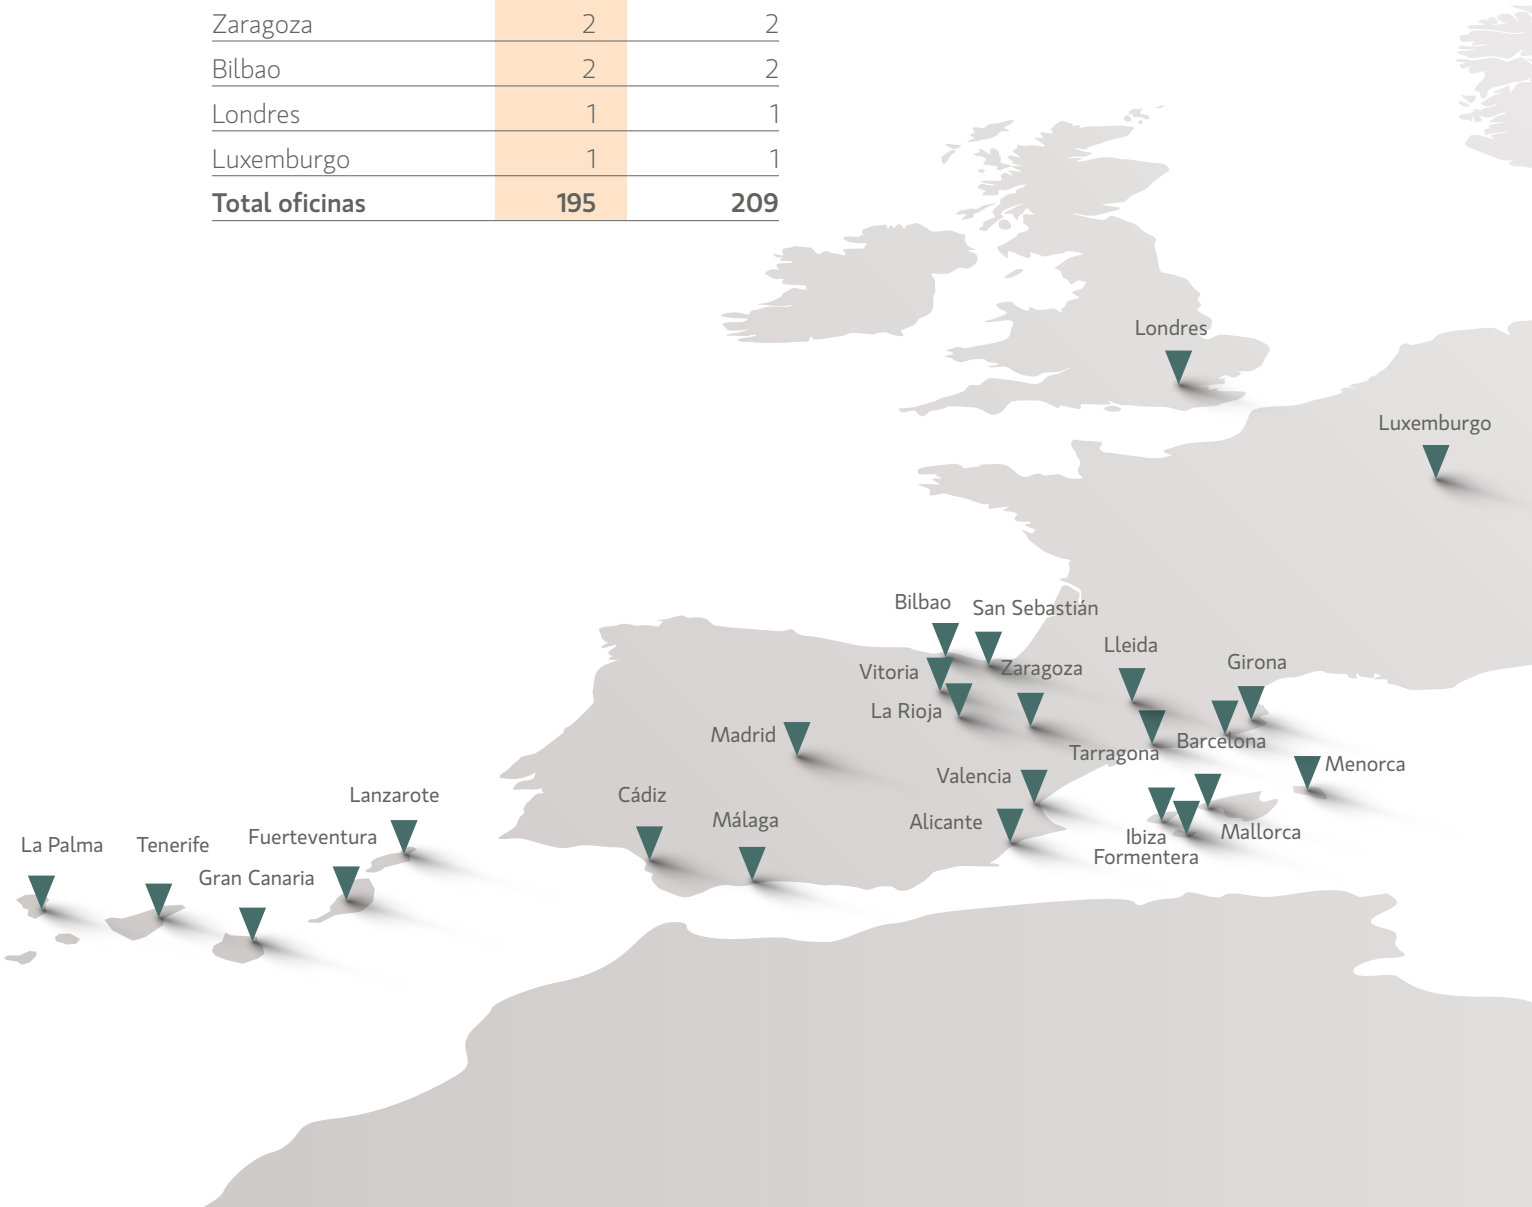 Zaragoza 2 2
Bilbao 2 2
Londres 1 1
Luxemburgo 1 1
Total oficinas 195 209
Londres
Luxemburgo
Bilbao
San Sebastián
Lleida
Girona
Vitoria
Zaragoza
La Rioja
Madrid
Tarragona
Barcelona
Menorca
Valencia
Lanzarote
Cádiz
Málaga
Alicante
Ibiza
Mallorca
Formentera
La Palma
Tenerife
Fuerteventura
Gran Canaria